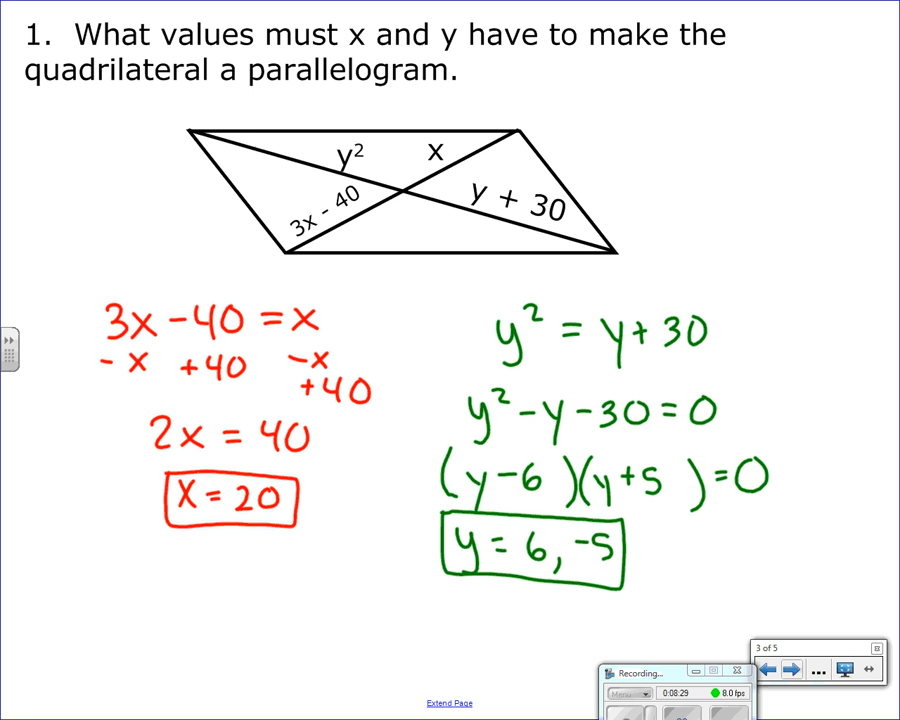 1. What values must x and y have to make the
quadrilateral a parallelogram.
y²
x
3x - 40
y + 30
3x - 40 = x
- x + 40 - x
+ 40
2x = 40
x = 20
y² = y + 30
y² - y - 30 = 0
(y - 6)(y + 5) = 0
y = 6, -5
3 of 5
...
Recording...
Menu
0:08:29
8.0 fps
Extend Page